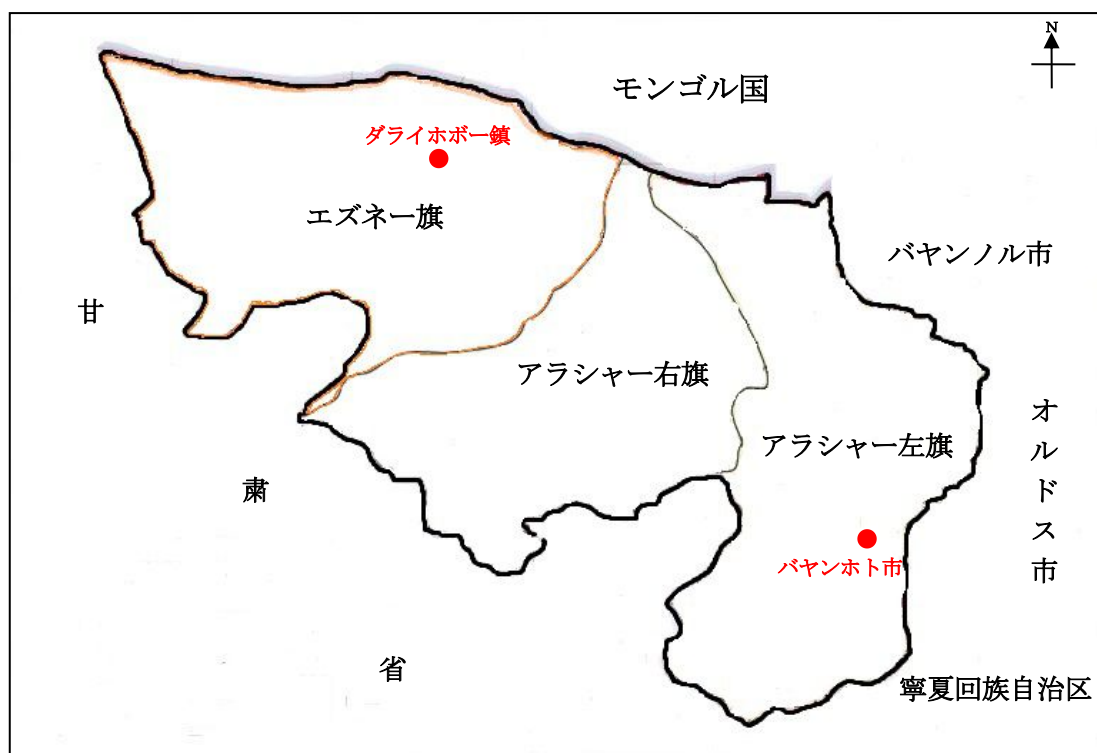 N
モンゴル国
ダライホボー鎮
エズネー旗
バヤンノル市
甘
粛
省
アラシャー右旗
アラシャー左旗
オルドス市
バヤンホト市
寧夏回族自治区